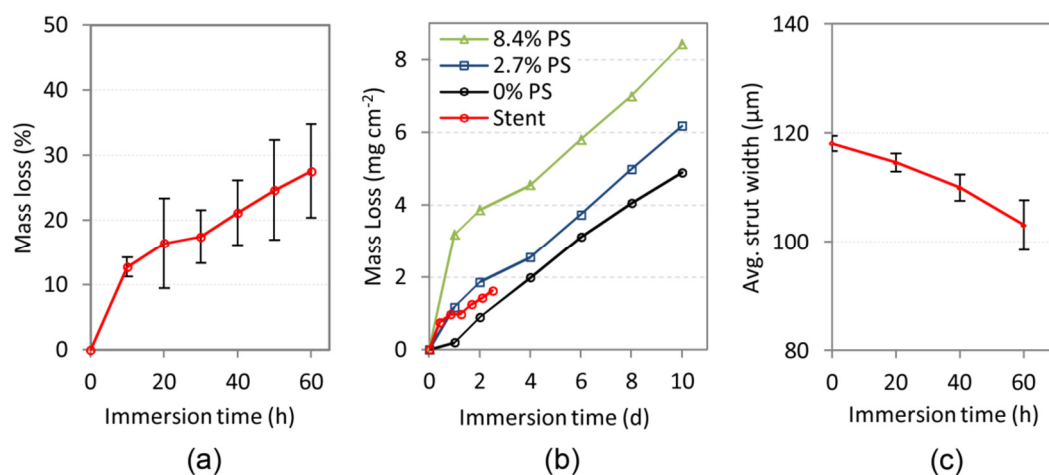 50
40
30
20
10
0
Mass loss (%)
0 20 40 60
Immersion time (h)
(a)
8.4% PS
2.7% PS
0% PS
Stent
8
6
4
2
0
Mass Loss (mg cm⁻²)
0 2 4 6 8 10
Immersion time (d)
(b)
140
120
100
80
Avg. strut width (µm)
0 20 40 60
Immersion time (h)
(c)